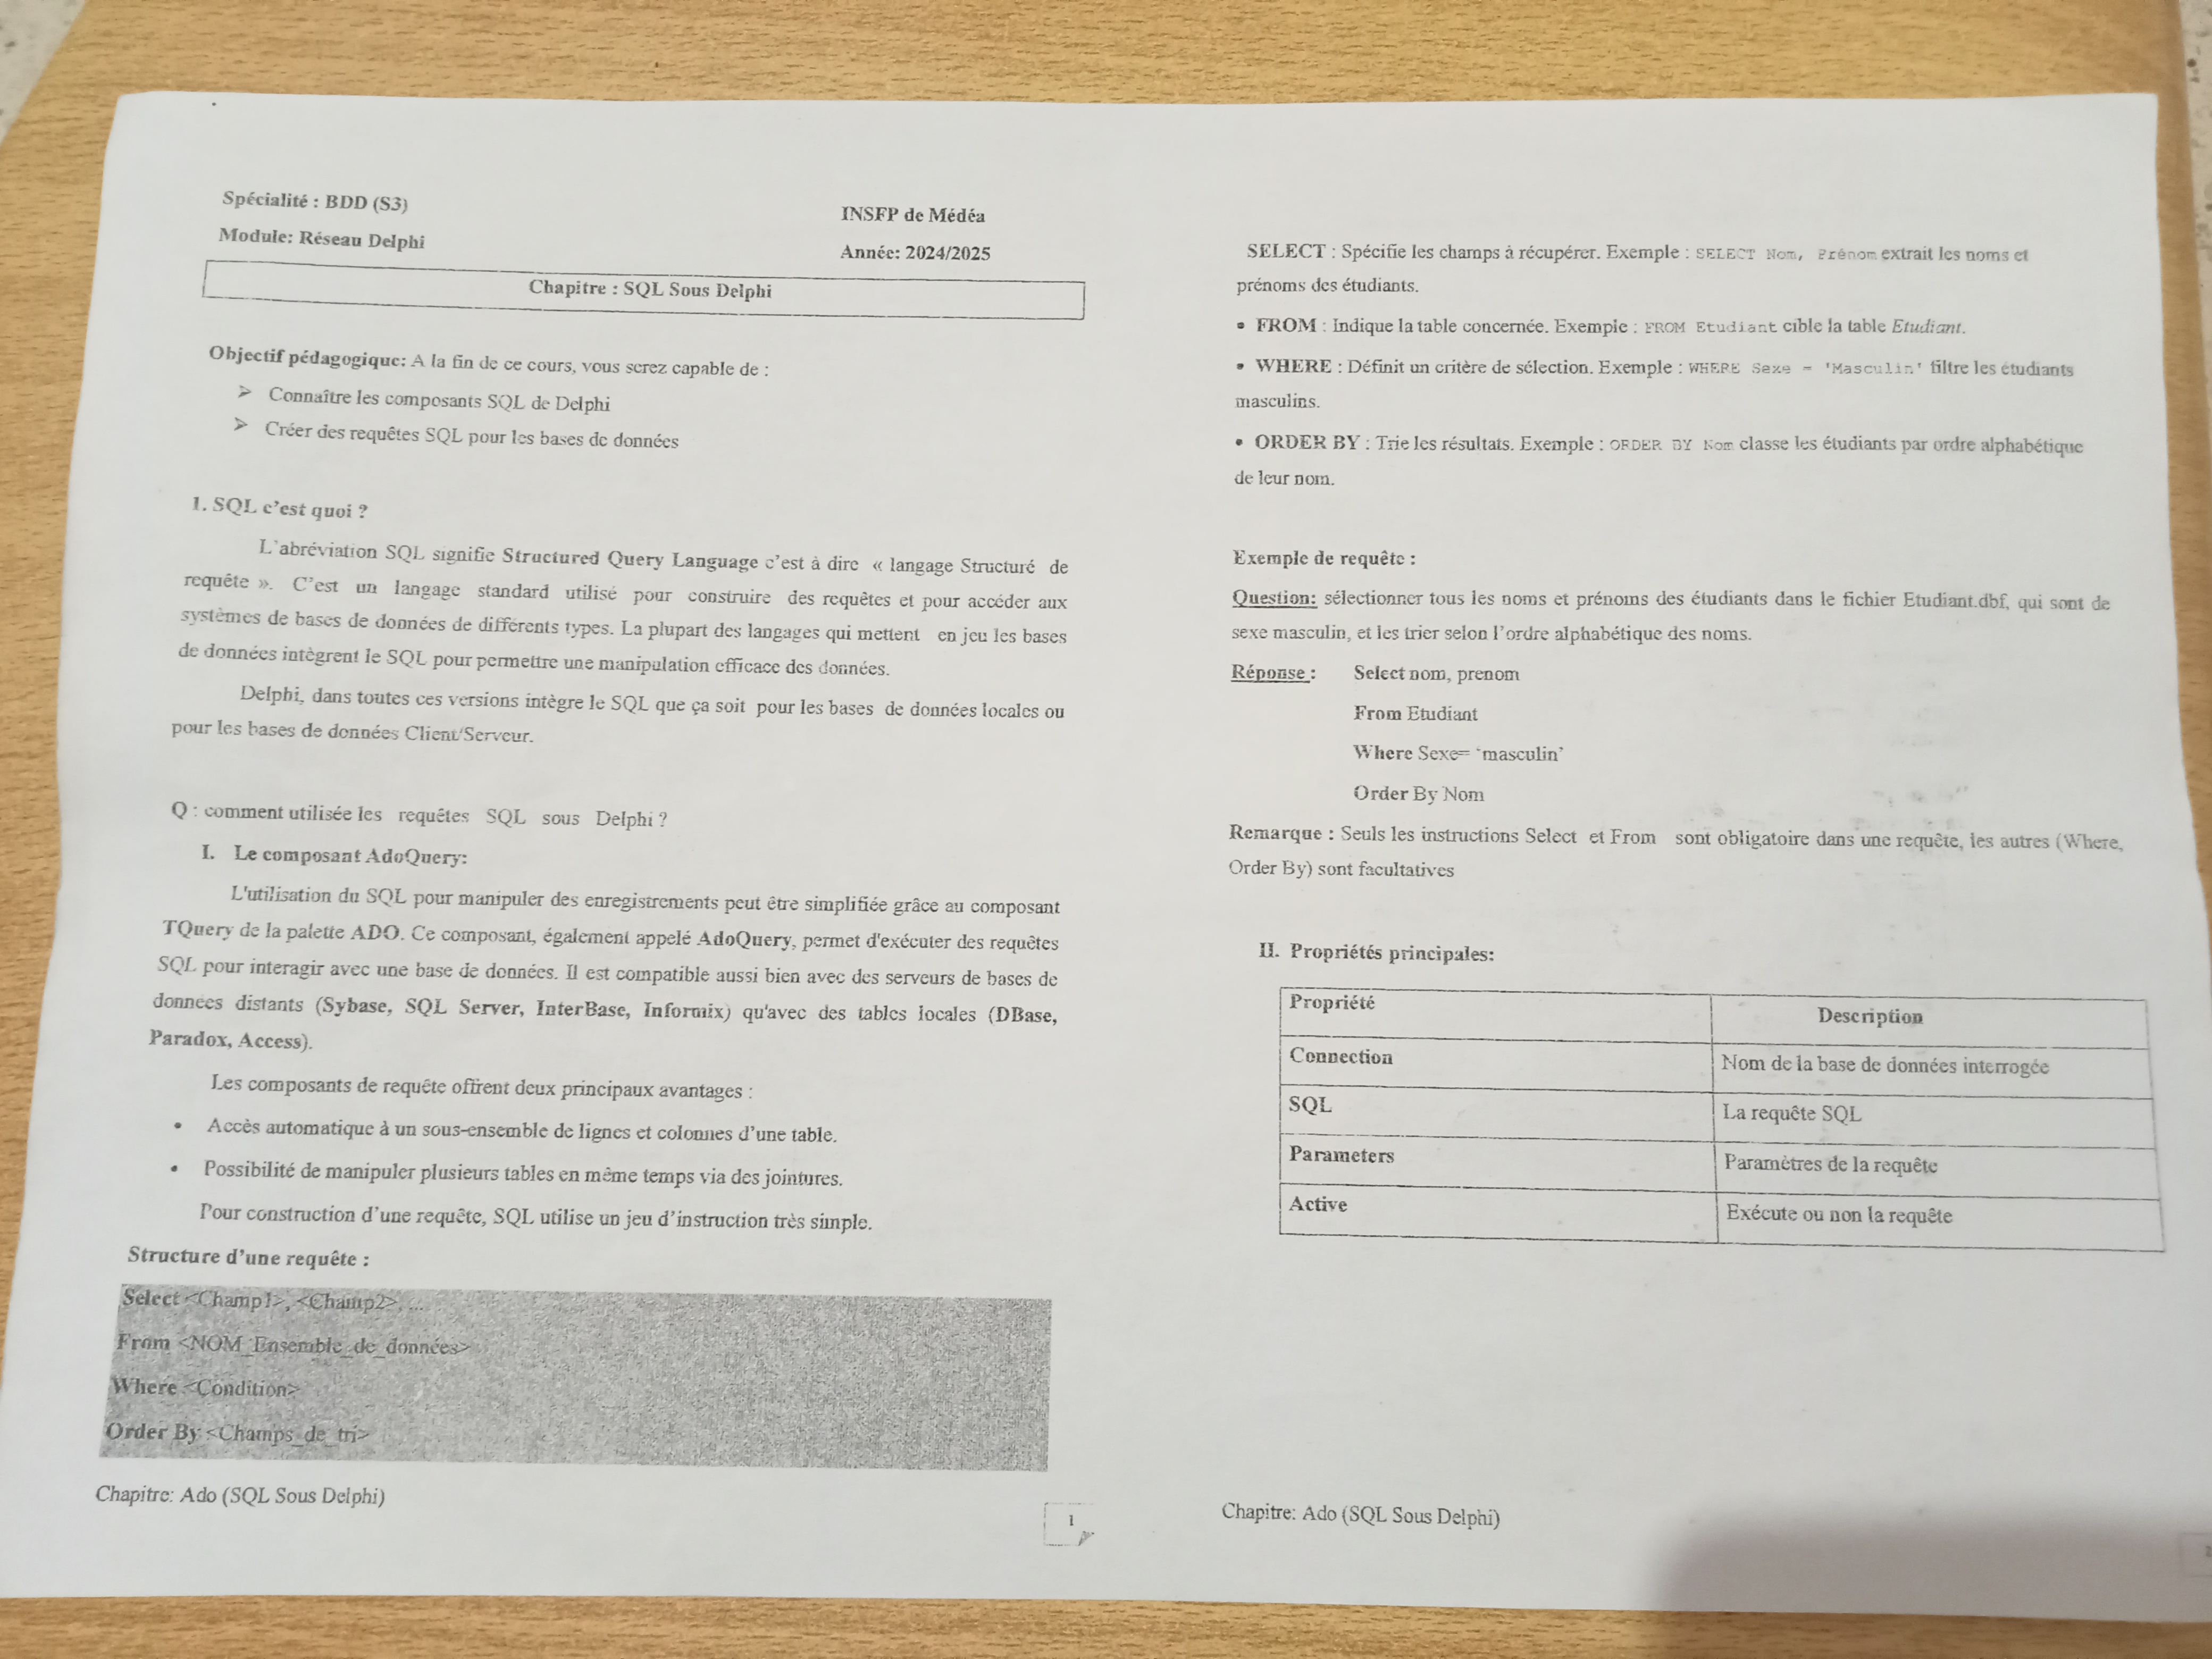 Spécialité : BDD (S3)
INSFP de Médéa
Module: Réseau Delphi
Année: 2024/2025
Chapitre : SQL Sous Delphi
Objectif pédagogique: A la fin de ce cours, vous serez capable de :
➢ Connaître les composants SQL de Delphi
➢ Créer des requêtes SQL pour les bases de données
1. SQL c'est quoi ?
L'abréviation SQL signifie Structured Query Language c'est à dire « langage Structuré de
requête ». C'est un langage standard utilisé pour construire des requêtes et pour accéder aux
systèmes de bases de données de différents types. La plupart des langages qui mettent en jeu les bases
de données intègrent le SQL pour permettre une manipulation efficace des données.
Delphi, dans toutes ces versions intègre le SQL que ça soit pour les bases de données locales ou
pour les bases de données Client/Serveur.
Q : comment utilisée les requêtes SQL sous Delphi ?
I. Le composant AdoQuery:
L'utilisation du SQL pour manipuler des enregistrements peut être simplifiée grâce au composant
TQuery de la palette ADO. Ce composant, également appelé AdoQuery, permet d'exécuter des requêtes
SQL pour interagir avec une base de données. Il est compatible aussi bien avec des serveurs de bases de
données distants (Sybase, SQL Server, InterBase, Informix) qu'avec des tables locales (DBase,
Paradox, Access).
Les composants de requête offrent deux principaux avantages :
• Accès automatique à un sous-ensemble de lignes et colonnes d'une table.
• Possibilité de manipuler plusieurs tables en même temps via des jointures.
Pour construction d'une requête, SQL utilise un jeu d'instruction très simple.
Structure d'une requête :
Select <Champ1>, <Champ2>, ...
From <NOM_Ensemble_de_données>
Where <Condition>
Order By <Champs_de_tri>
Chapitre: Ado (SQL Sous Delphi)
1
SELECT : Spécifie les champs à récupérer. Exemple : SELECT Nom, Prénom extrait les noms et
prénoms des étudiants.
• FROM : Indique la table concernée. Exemple : FROM Etudiant cible la table Etudiant.
• WHERE : Définit un critère de sélection. Exemple : WHERE Sexe = 'Masculin' filtre les étudiants
masculins.
• ORDER BY : Trie les résultats. Exemple : ORDER BY Nom classe les étudiants par ordre alphabétique
de leur nom.
Exemple de requête :
Question: sélectionner tous les noms et prénoms des étudiants dans le fichier Etudiant.dbf, qui sont de
sexe masculin, et les trier selon l'ordre alphabétique des noms.
Réponse : Select nom, prenom
From Etudiant
Where Sexe= 'masculin'
Order By Nom
Remarque : Seuls les instructions Select et From sont obligatoire dans une requête, les autres (Where,
Order By) sont facultatives
II. Propriétés principales:
Propriété Description
Connection Nom de la base de données interrogée
SQL La requête SQL
Parameters Paramètres de la requête
Active Exécute ou non la requête
Chapitre: Ado (SQL Sous Delphi)